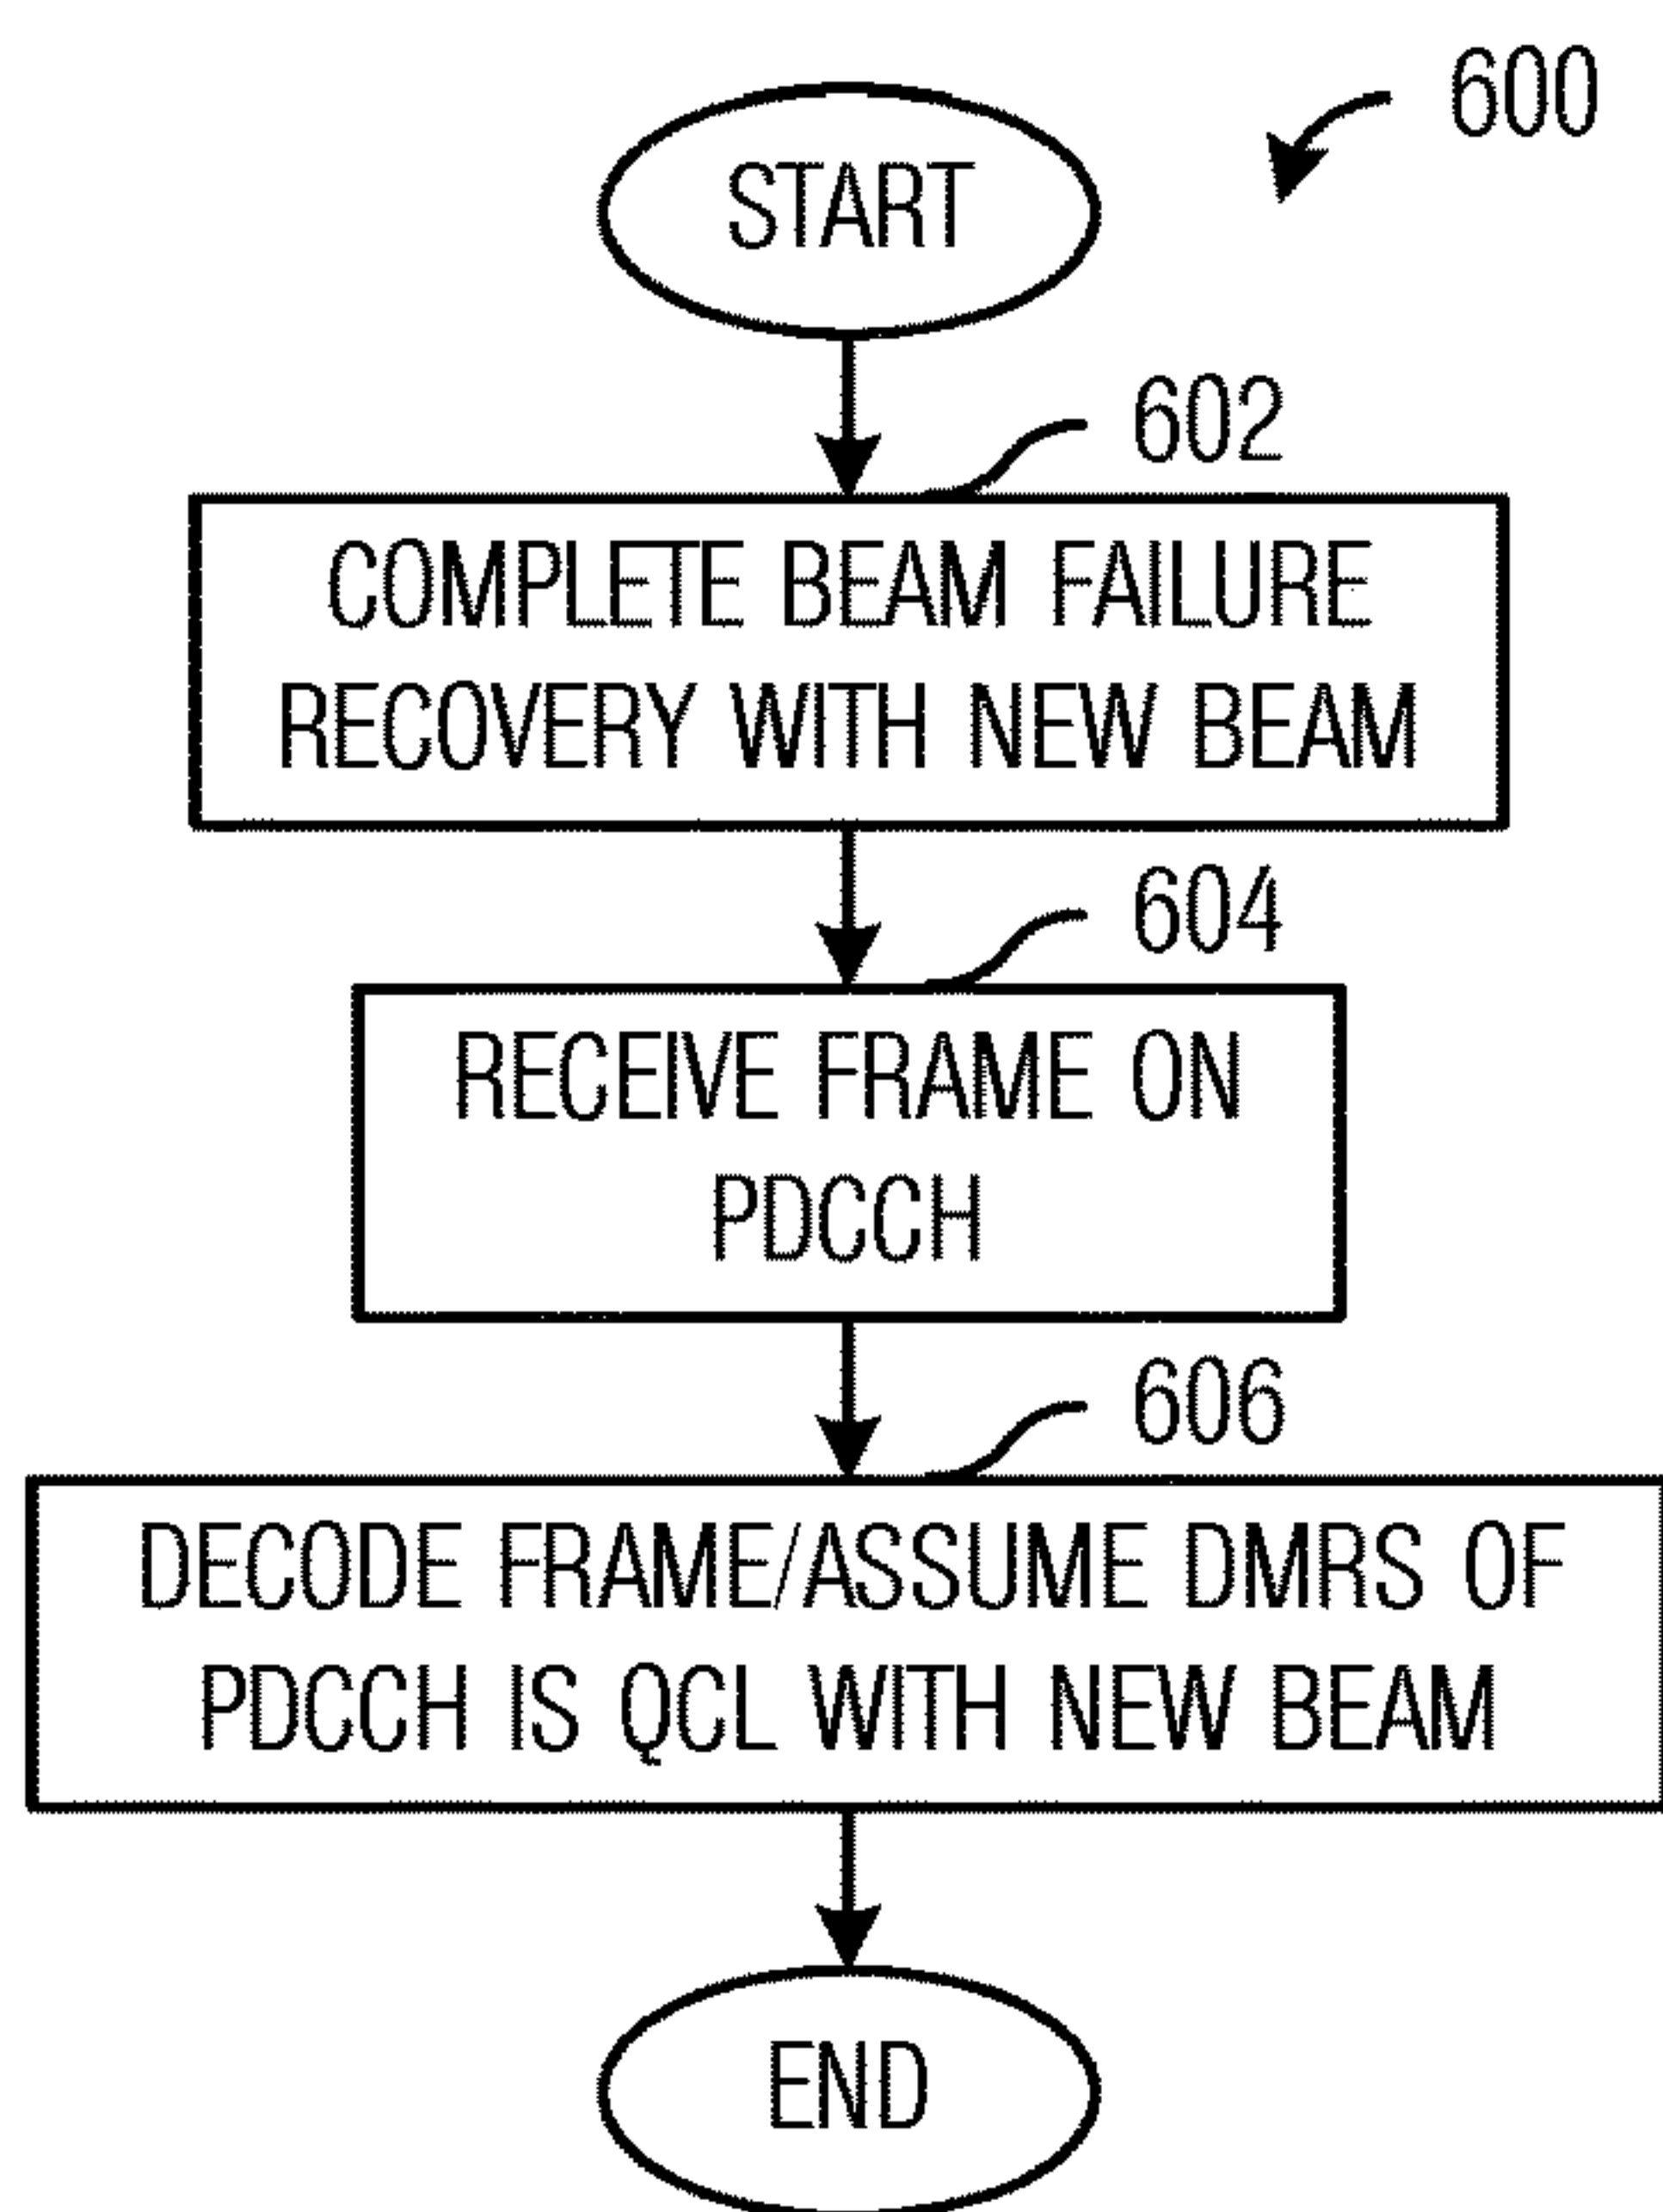 600
START
602
COMPLETE BEAM FAILURE
RECOVERY WITH NEW BEAM
604
RECEIVE FRAME ON
PDCCH
606
DECODE FRAME/ASSUME DMRS OF
PDCCH IS QCL WITH NEW BEAM
END